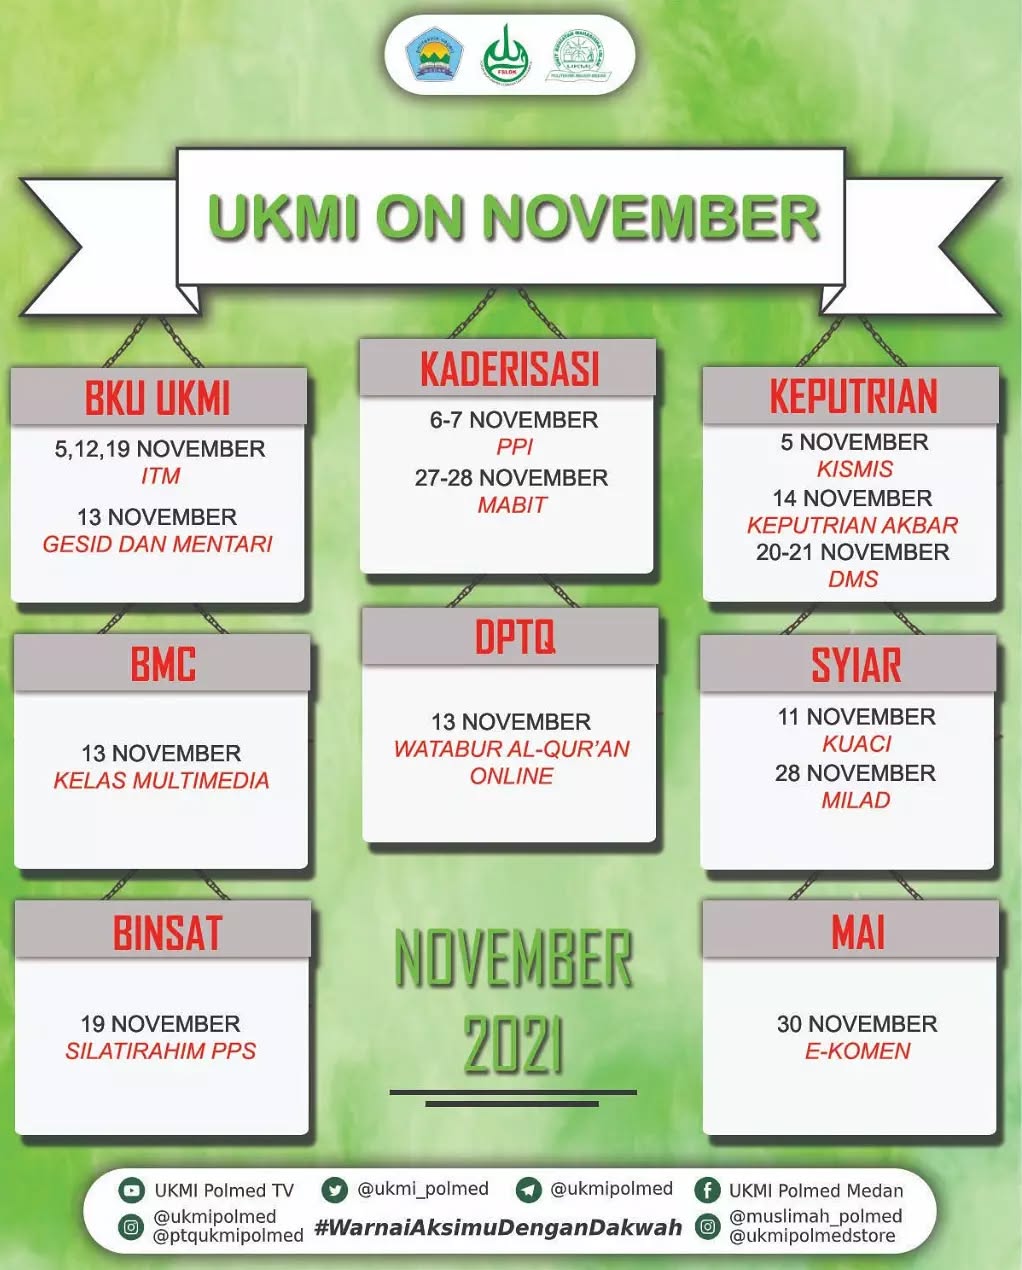 FSLDK
UKMI ON NOVEMBER
BKU UKMI
5,12,19 NOVEMBER
ITM
13 NOVEMBER
GESID DAN MENTARI
KADERISASI
6-7 NOVEMBER
PPI
27-28 NOVEMBER
MABIT
KEPUTRIAN
5 NOVEMBER
KISMIS
14 NOVEMBER
KEPUTRIAN AKBAR
20-21 NOVEMBER
DMS
BMC
13 NOVEMBER
KELAS MULTIMEDIA
DPTQ
13 NOVEMBER
WATABUR AL-QUR'AN
ONLINE
SYIAR
11 NOVEMBER
KUACI
28 NOVEMBER
MILAD
BINSAT
19 NOVEMBER
SILATIRAHIM PPS
NOVEMBER
2021
MAI
30 NOVEMBER
E-KOMEN
UKMI Polmed TV
@ukmi_polmed
@ukmipolmed
UKMI Polmed Medan
@ukmipolmed
@ptqukmipolmed
#WarnaiAksimuDenganDakwah
@muslimah_polmed
@ukmipolmedstore